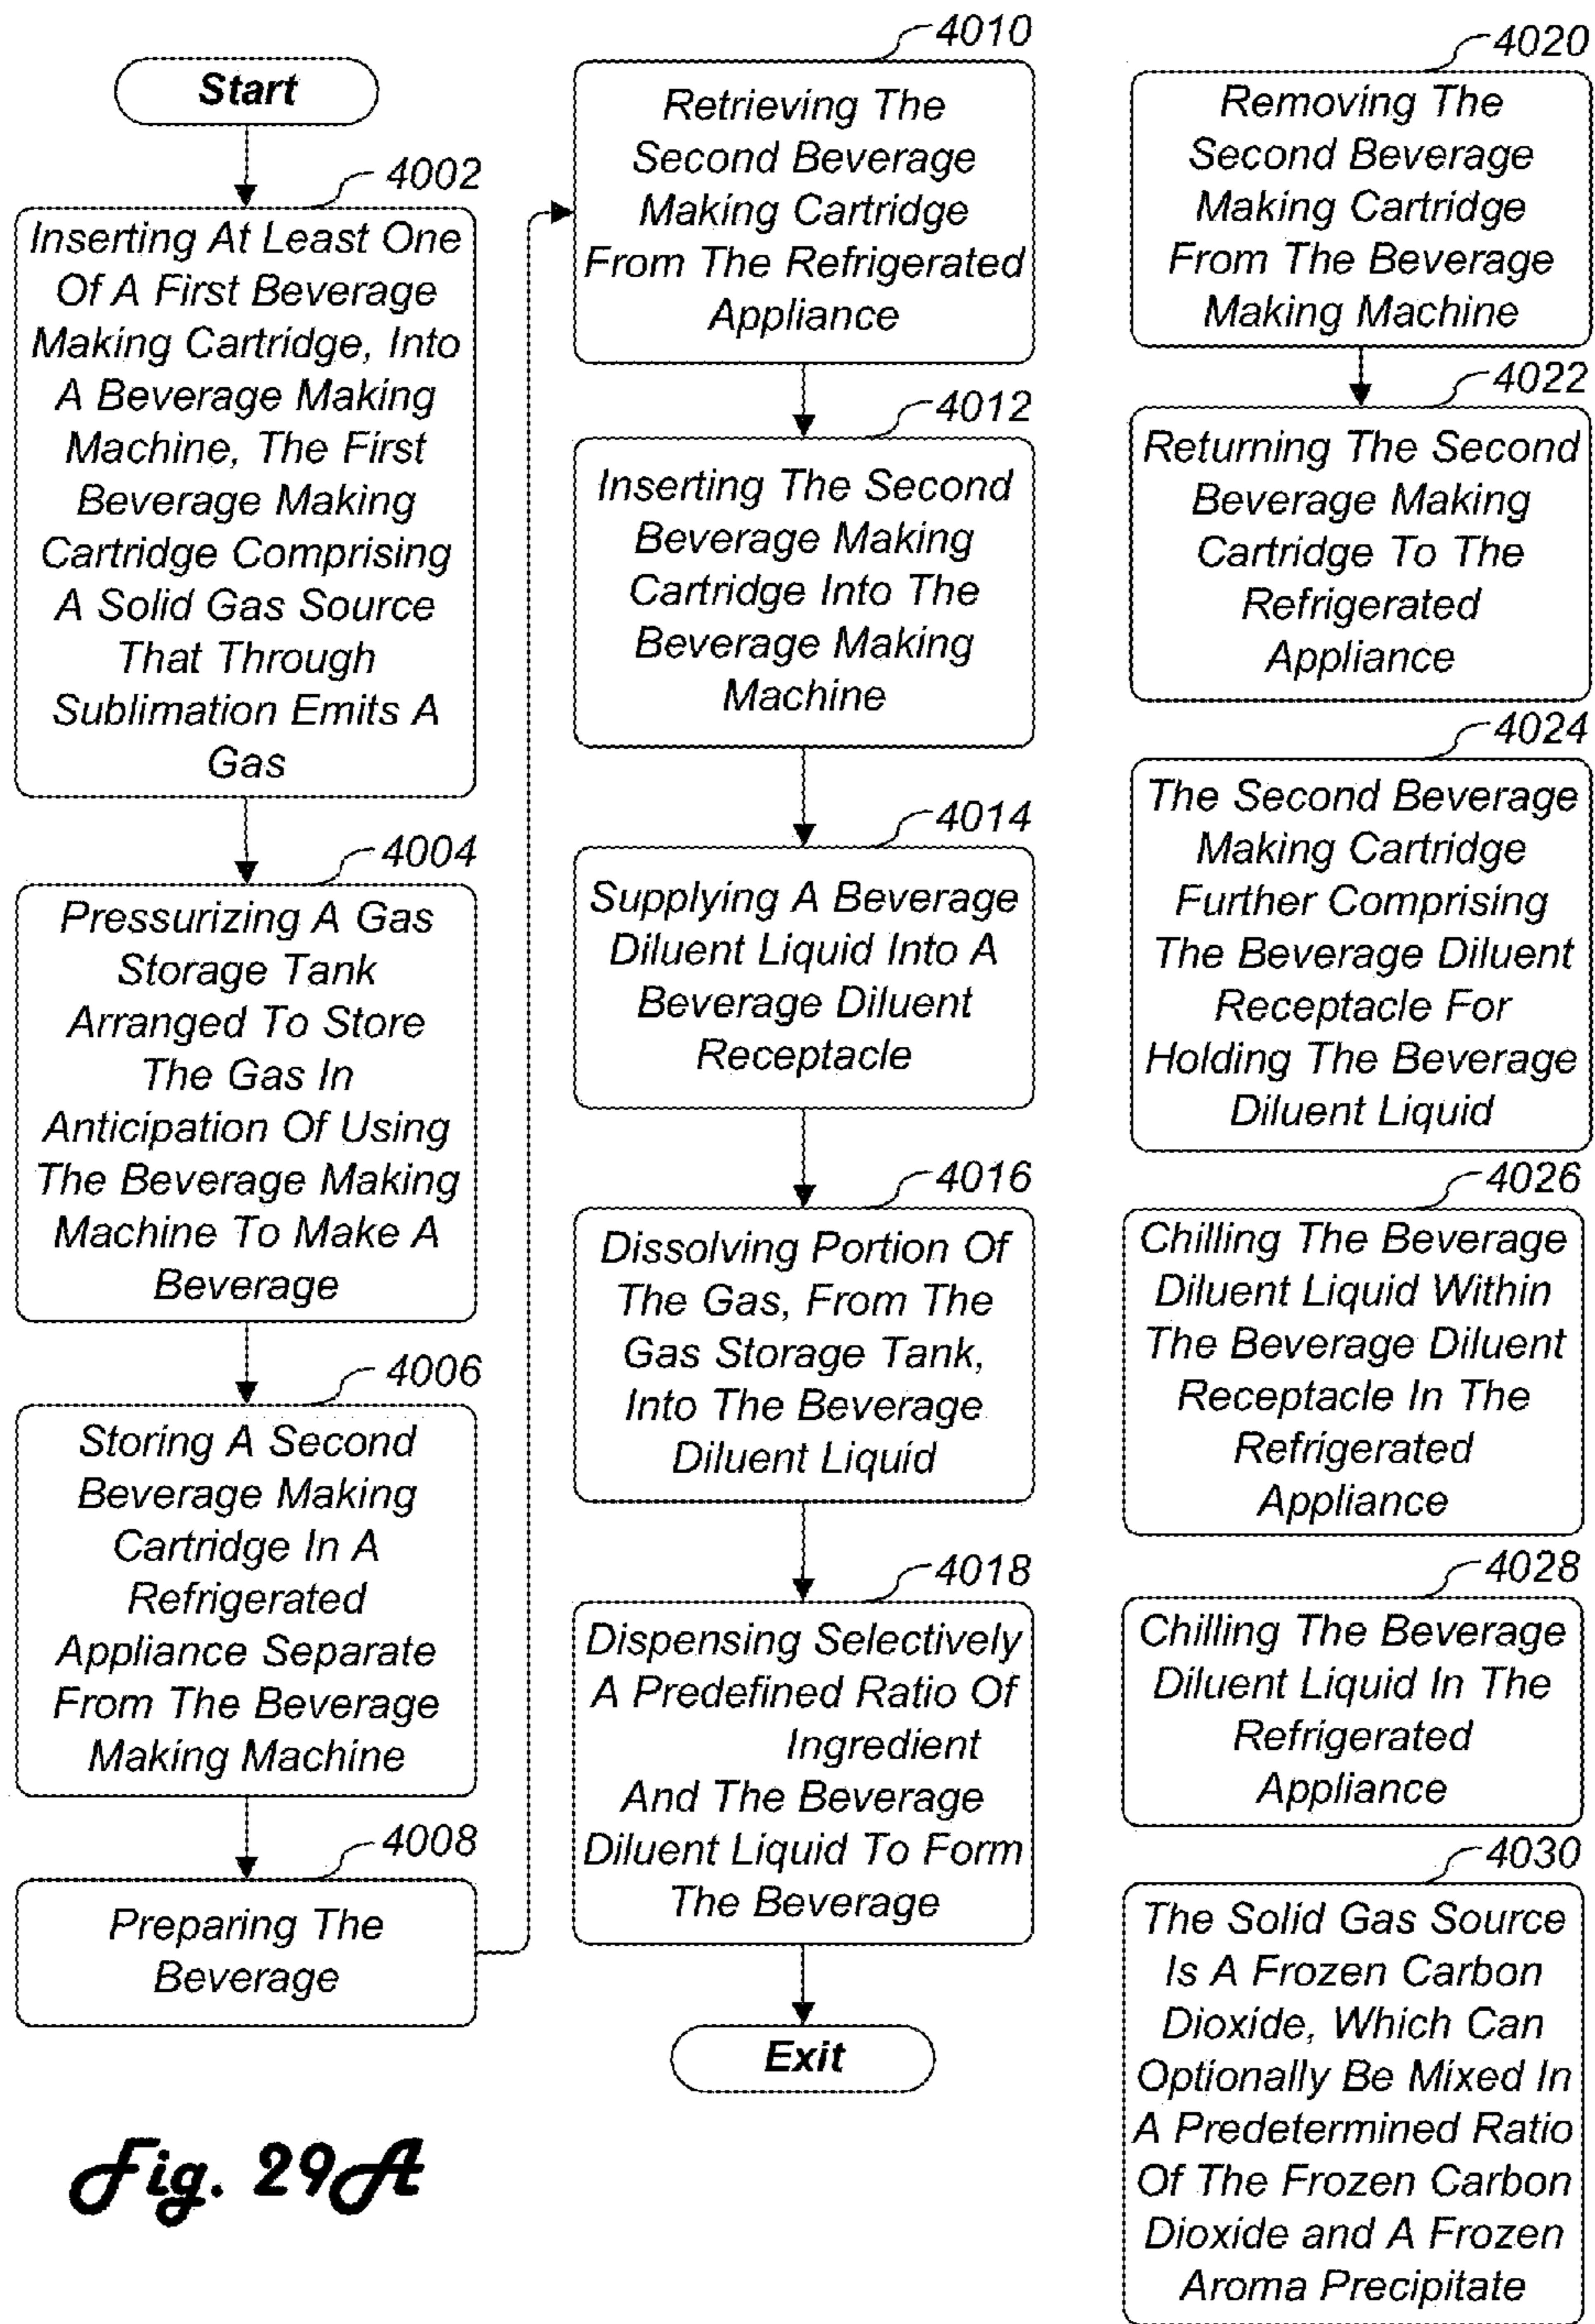 Start
4002
Inserting At Least One
Of A First Beverage
Making Cartridge, Into
A Beverage Making
Machine, The First
Beverage Making
Cartridge Comprising
A Solid Gas Source
That Through
Sublimation Emits A
Gas
4004
Pressurizing A Gas
Storage Tank
Arranged To Store
The Gas In
Anticipation Of Using
The Beverage Making
Machine To Make A
Beverage
4006
Storing A Second
Beverage Making
Cartridge In A
Refrigerated
Appliance Separate
From The Beverage
Making Machine
4008
Preparing The
Beverage
4010
Retrieving The
Second Beverage
Making Cartridge
From The Refrigerated
Appliance
4012
Inserting The Second
Beverage Making
Cartridge Into The
Beverage Making
Machine
4014
Supplying A Beverage
Diluent Liquid Into A
Beverage Diluent
Receptacle
4016
Dissolving Portion Of
The Gas, From The
Gas Storage Tank,
Into The Beverage
Diluent Liquid
4018
Dispensing Selectively
A Predefined Ratio Of
Ingredient
And The Beverage
Diluent Liquid To Form
The Beverage
Exit
4020
Removing The
Second Beverage
Making Cartridge
From The Beverage
Making Machine
4022
Returning The Second
Beverage Making
Cartridge To The
Refrigerated
Appliance
4024
The Second Beverage
Making Cartridge
Further Comprising
The Beverage Diluent
Receptacle For
Holding The Beverage
Diluent Liquid
4026
Chilling The Beverage
Diluent Liquid Within
The Beverage Diluent
Receptacle In The
Refrigerated
Appliance
4028
Chilling The Beverage
Diluent Liquid In The
Refrigerated
Appliance
4030
The Solid Gas Source
Is A Frozen Carbon
Dioxide, Which Can
Optionally Be Mixed In
A Predetermined Ratio
Of The Frozen Carbon
Dioxide and A Frozen
Aroma Precipitate
Fig. 29A